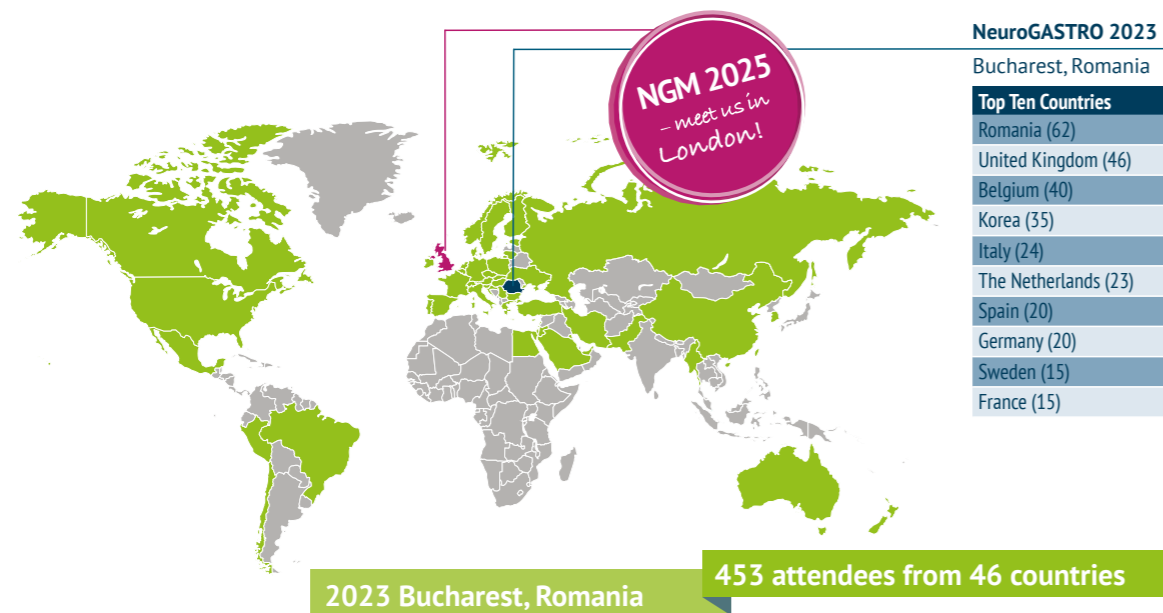 NGM 2025
– meet us in
London!
NeuroGASTRO 2023
Bucharest, Romania
Top Ten Countries
Romania (62)
United Kingdom (46)
Belgium (40)
Korea (35)
Italy (24)
The Netherlands (23)
Spain (20)
Germany (20)
Sweden (15)
France (15)
453 attendees from 46 countries
2023 Bucharest, Romania